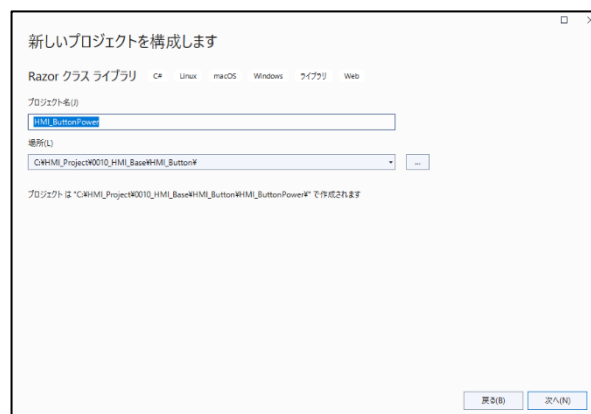 新しいプロジェクトを構成します
Razor クラス ライブラリ C# Linux macOS Windows ライブラリ Web
プロジェクト名(J)
HMI_ButtonPower
場所(L)
C:¥HMI_Project¥0010_HMI_Base¥HMI_Button¥ ...
プロジェクト は "C:¥HMI_Project¥0010_HMI_Base¥HMI_Button¥HMI_ButtonPower¥" で作成されます
戻る(B) 次へ(N)